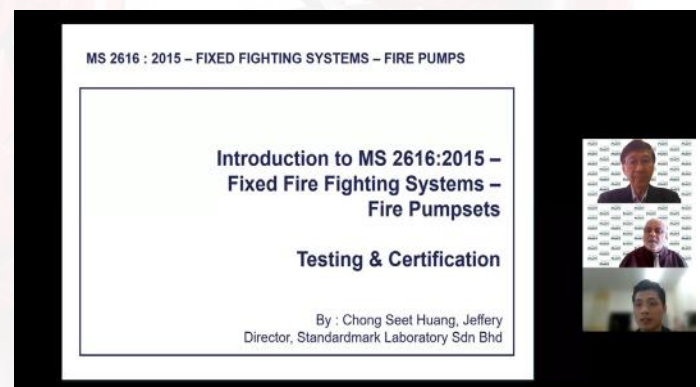 MS 2616 : 2015 – FIXED FIGHTING SYSTEMS – FIRE PUMPS
Introduction to MS 2616:2015 –
Fixed Fire Fighting Systems –
Fire Pumpsets
Testing & Certification
By : Chong Seet Huang, Jeffery
Director, Standardmark Laboratory Sdn Bhd